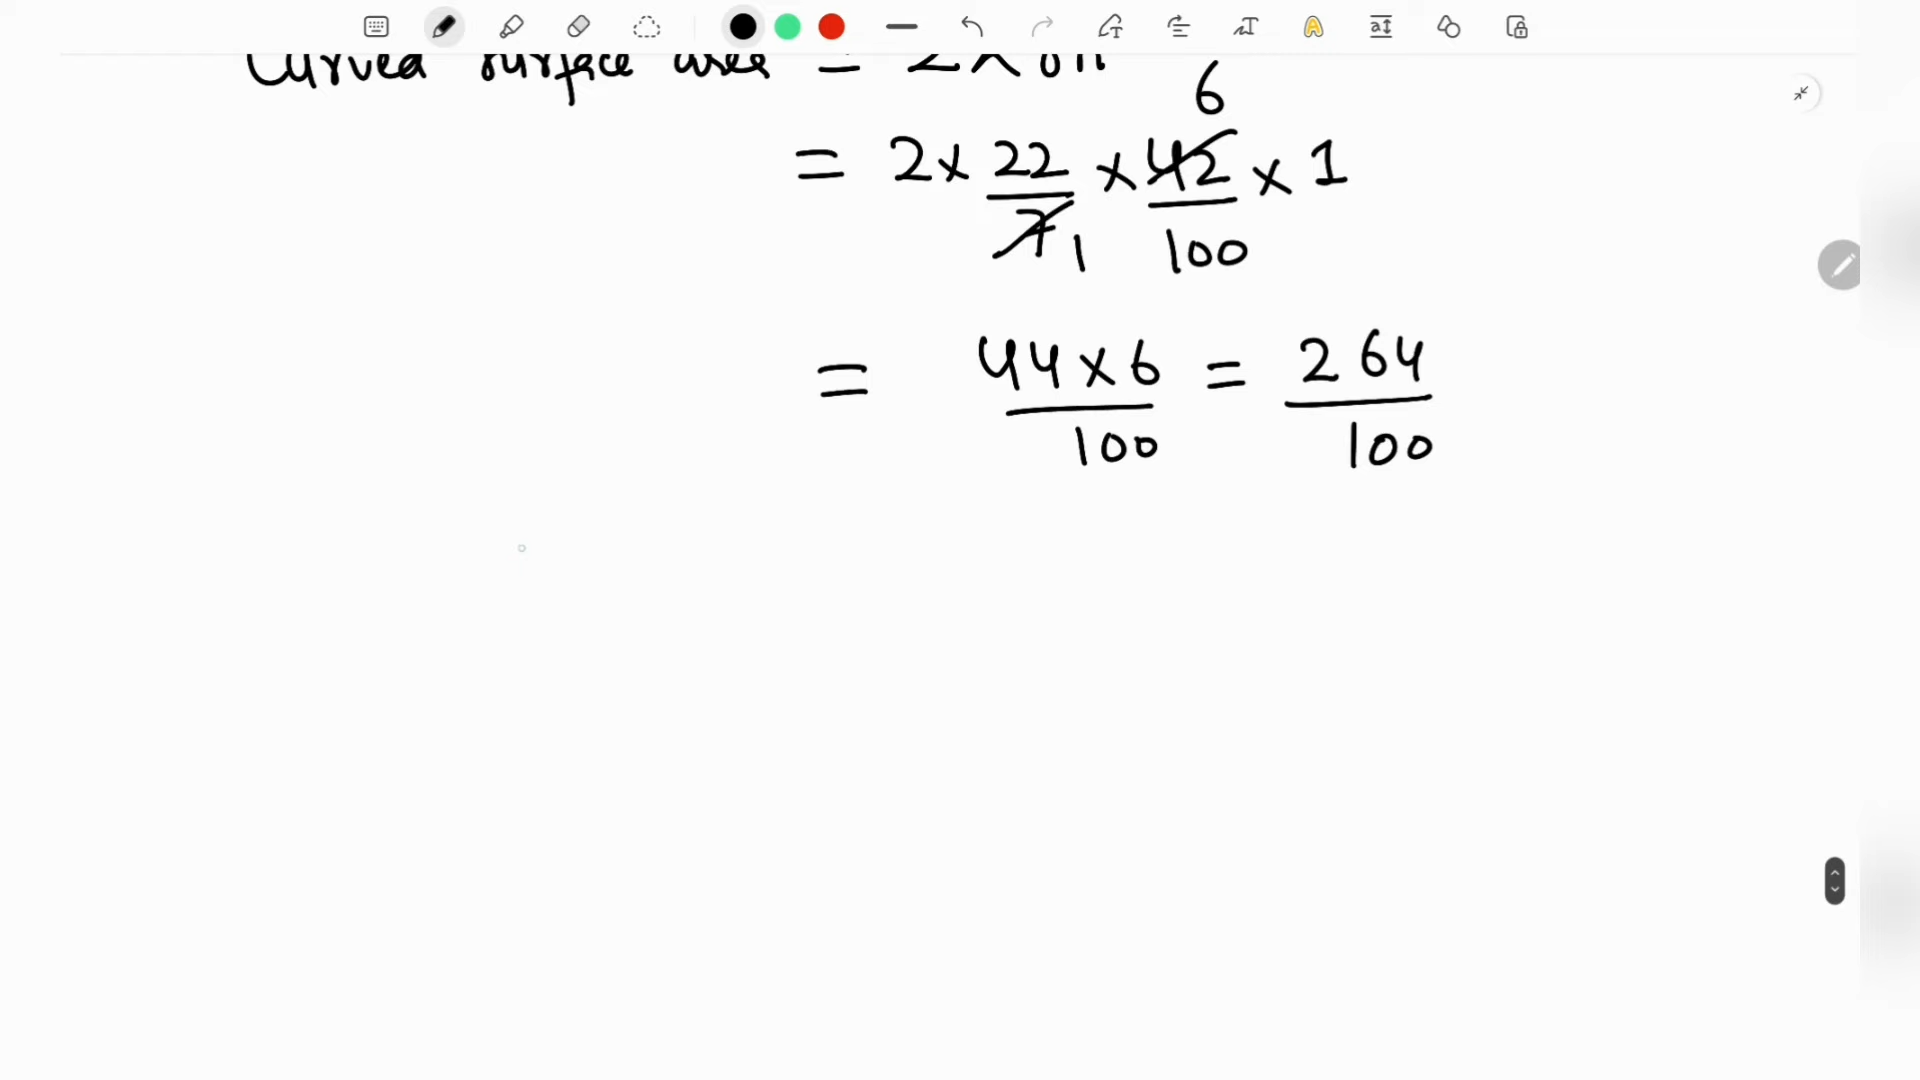 Curved surface area = 2πrh
6
= 2 × 22/7 × 42/100 × 1
1
= 44×6/100 = 264/100